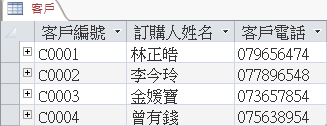 客戶
客戶編號 訂購人姓名 客戶電話
C0001 林正皓 079656474
C0002 李今玲 077896548
C0003 金媛寶 073657854
C0004 曾有錢 075638954